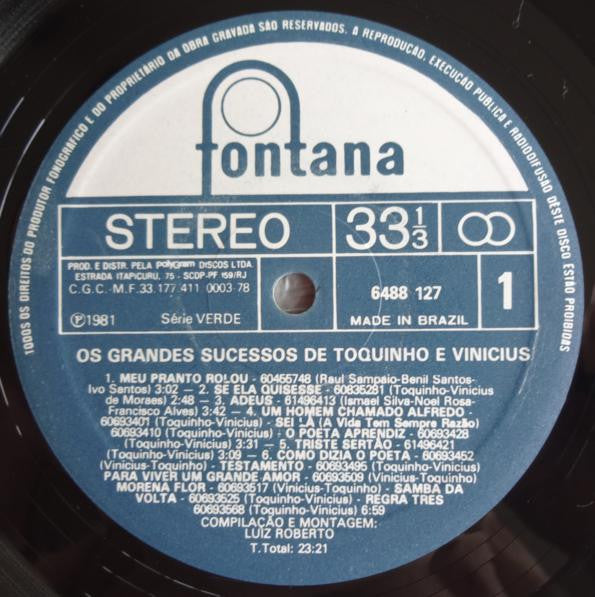 TODOS OS DIREITOS DO PRODUTOR FONOGRÁFICO E DO PROPRIETÁRIO DA OBRA GRAVADA SÃO RESERVADOS. A REPRODUÇÃO, EXECUÇÃO PÚBLICA E RADIODIFUSÃO DESTE DISCO ESTÃO PROIBIDAS
fontana
STEREO
33 1/3
PROD. E DISTR. PELA polygram DISCOS LTDA.
ESTRADA ITAPICURU, 75 - SCDP-PF 159/RJ
C.G.C.-M.F. 33.177.411 0003-78
Ⓟ1981 Série VERDE
6488 127
MADE IN BRAZIL
1
OS GRANDES SUCESSOS DE TOQUINHO E VINICIUS
1. MEU PRANTO ROLOU - 60455748 (Raul Sampaio-Benil Santos-
Ivo Santos) 3:02 — 2. SE ELA QUISESSE - 60835281 (Toquinho-Vinicius
de Moraes) 2:48 — 3. ADEUS - 61496413 (Ismael Silva-Noel Rosa-
Francisco Alves) 3:42 — 4. UM HOMEM CHAMADO ALFREDO -
60693401 (Toquinho-Vinicius) - SEI LÁ (A Vida Tem Sempre Razão)
60693410 (Toquinho-Vinicius) - O POETA APRENDIZ - 60693428
(Toquinho-Vinicius) 3:31 — 5. TRISTE SERTÃO - 61496421
(Toquinho-Vinicius) 3:09 — 6. COMO DIZIA O POETA - 60693452
(Vinicius-Toquinho) - TESTAMENTO - 60693495 (Toquinho-Vinicius)
PARA VIVER UM GRANDE AMOR - 60693509 (Vinicius-Toquinho)
MORENA FLOR - 60693517 (Vinicius-Toquinho) - SAMBA DA
VOLTA - 60693525 (Toquinho-Vinicius) - REGRA TRES
60693568 (Toquinho-Vinicius) 6:59
COMPILAÇÃO E MONTAGEM:
LUIZ ROBERTO
T.Total: 23:21